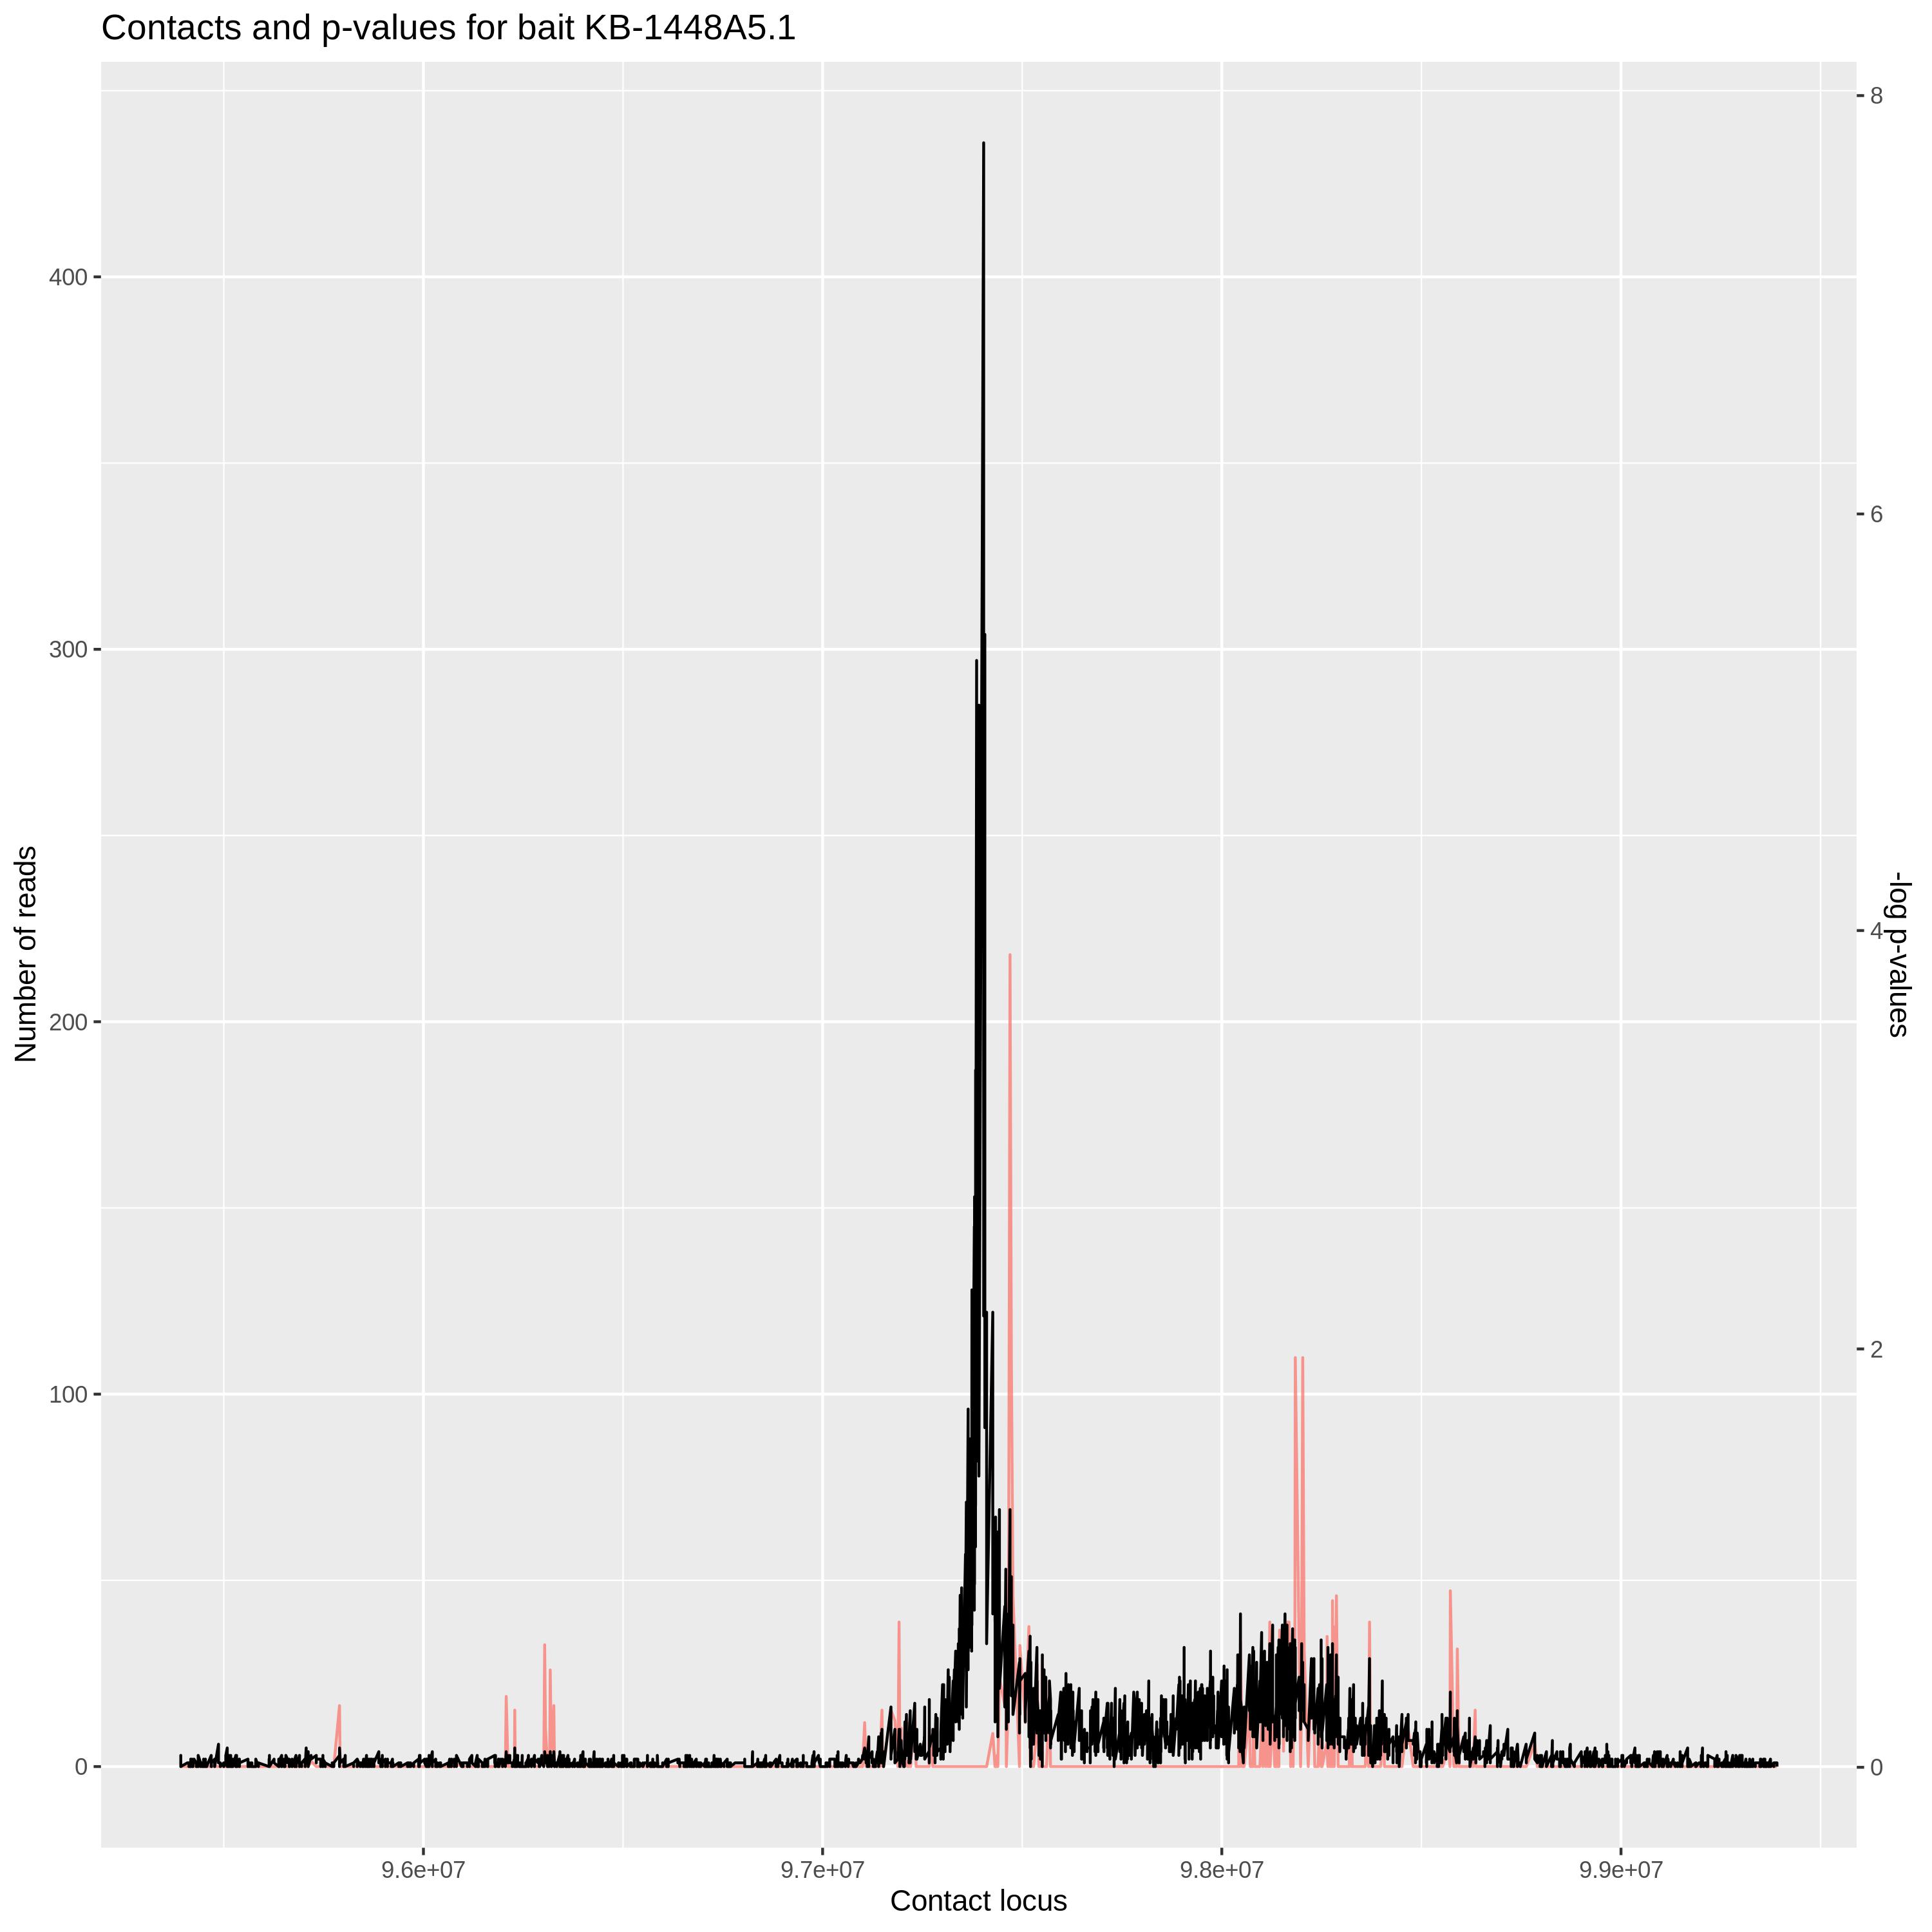 Contacts and p-values for bait KB-1448A5.1
Number of reads
400
300
200
100
0
8
6
4
2
0
-log p-values
9.6e+07 9.7e+07 9.8e+07 9.9e+07
Contact locus